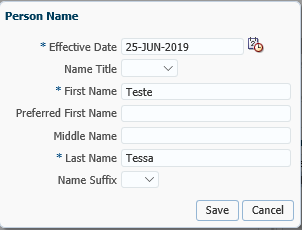 Person Name
* Effective Date 25-JUN-2019
Name Title
* First Name Teste
Preferred First Name
Middle Name
* Last Name Tessa
Name Suffix
Save Cancel